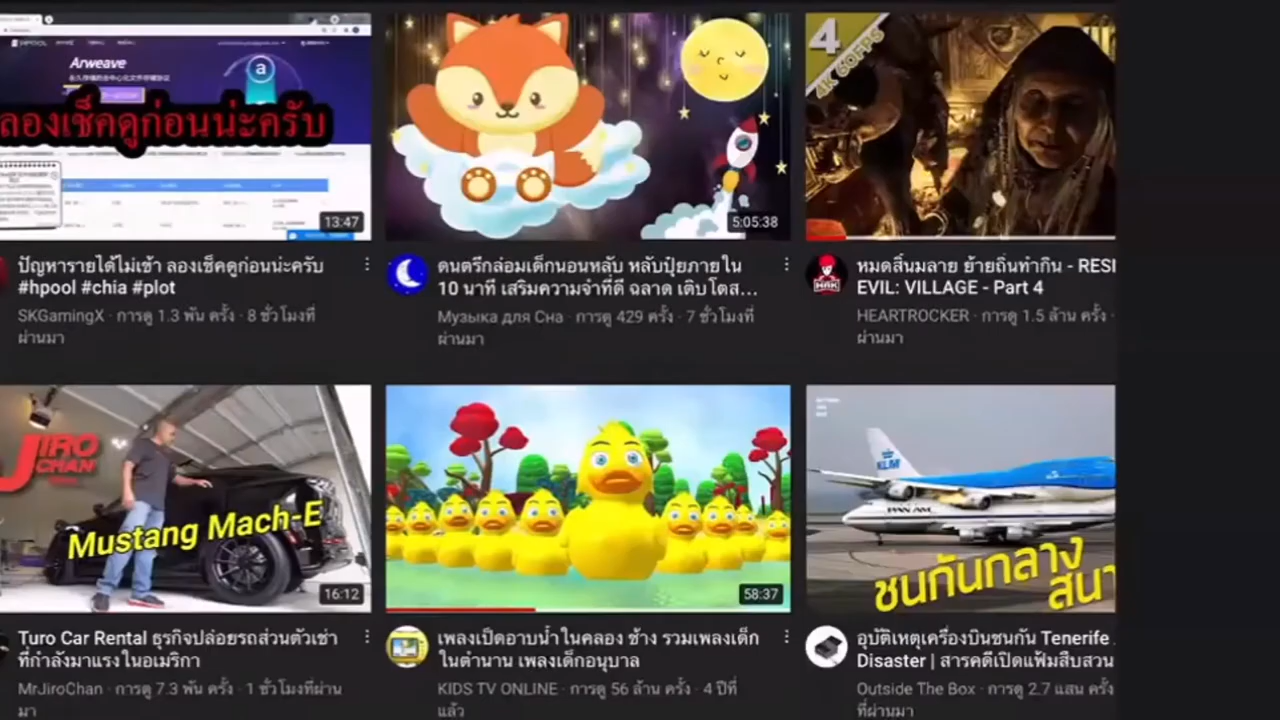 HPOOL
Arweave
a
ลองเช็คดูก่อนน่ะครับ
13:47
5:05:38
4
4K 60FPS
ปัญหารายได้ไม่เข้า ลองเช็คดูก่อนน่ะครับ
#hpool #chia #plot
SKGamingX · การดู 1.3 พัน ครั้ง · 8 ชั่วโมงที่
ผ่านมา
ดนตรีกล่อมเด็กนอนหลับ หลับปุ๋ยภายใน
10 นาที เสริมความจำที่ดี ฉลาด เติบโตส...
Музыка для Сна · การดู 429 ครั้ง · 7 ชั่วโมงที่
ผ่านมา
HRK
หมดสิ้นมลาย ย้ายถิ่นทำกิน - RESI
EVIL: VILLAGE - Part 4
HEARTROCKER · การดู 1.5 ล้าน ครั้ง ·
ผ่านมา
JIRO
CHAN
Mustang Mach-E
16:12
58:37
KLM
PAN AM
ชนกันกลาง
สนา
Turo Car Rental ธุรกิจปล่อยรถส่วนตัวเช่า
ที่กำลังมาแรงในอเมริกา
MrJiroChan · การดู 7.3 พัน ครั้ง · 1 ชั่วโมงที่ผ่าน
มา
เพลงเป็ดอาบน้ำในคลอง ช้าง รวมเพลงเด็ก
ในตำนาน เพลงเด็กอนุบาล
KIDS TV ONLINE · การดู 56 ล้าน ครั้ง · 4 ปีที่
แล้ว
อุบัติเหตุเครื่องบินชนกัน Tenerife
Disaster | สารคดีเปิดแฟ้มสืบสวน
Outside The Box · การดู 2.7 แสน ครั้ง
ที่ผ่านมา